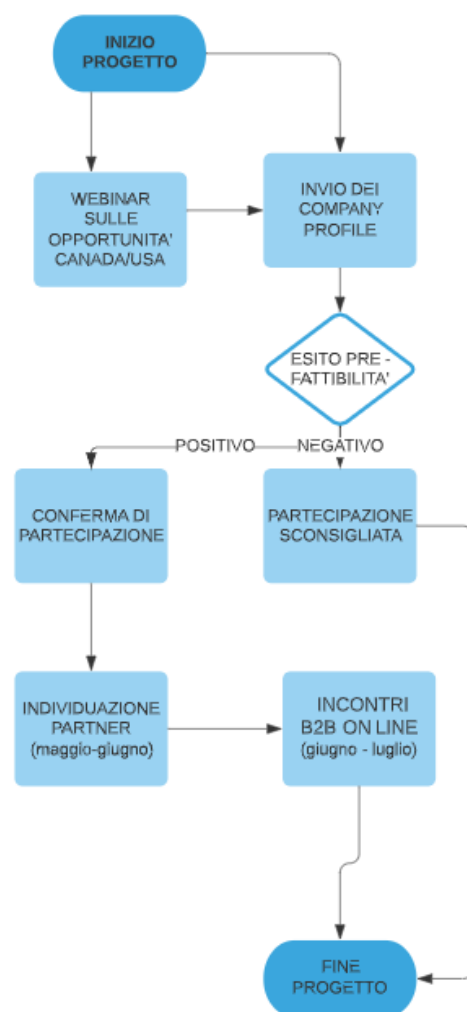 INIZIO
PROGETTO
WEBINAR
SULLE
OPPORTUNITA'
CANADA/USA
INVIO DEI
COMPANY
PROFILE
ESITO PRE -
FATTIBILITA'
POSITIVO
NEGATIVO
CONFERMA DI
PARTECIPAZIONE
PARTECIPAZIONE
SCONSIGLIATA
INDIVIDUAZIONE
PARTNER
(maggio-giugno)
INCONTRI
B2B ON LINE
(giugno - luglio)
FINE
PROGETTO